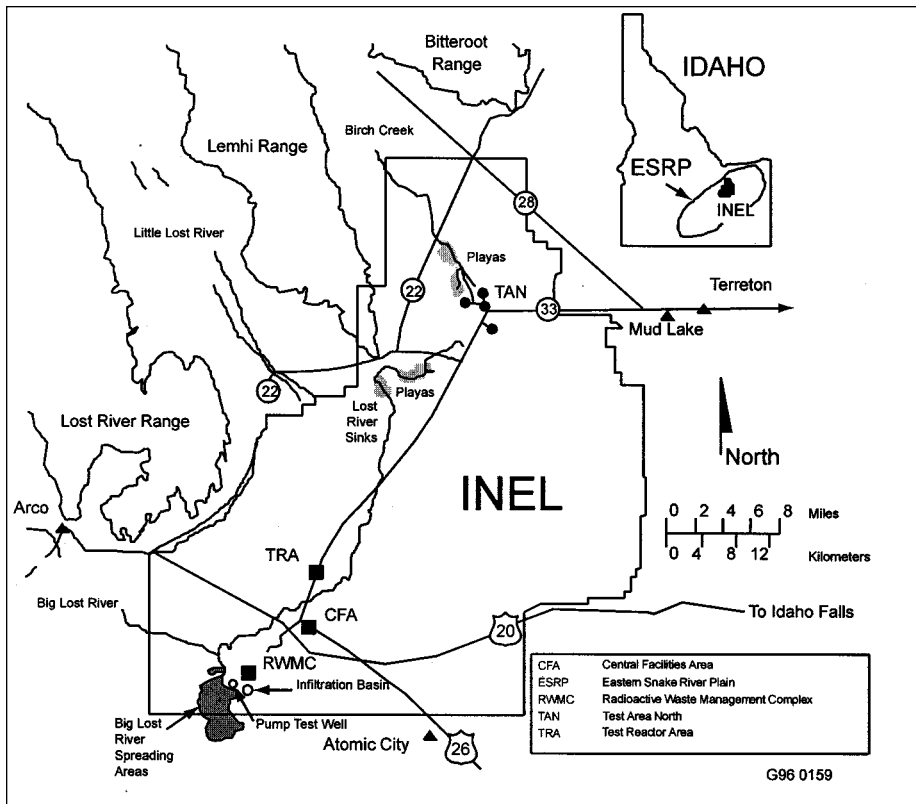 Bitteroot
Range
IDAHO
Lemhi Range
Birch Creek
ESRP
INEL
28
Little Lost River
Playas
Terreton
22
TAN
33
Mud Lake
22
Playas
Lost
River
Sinks
Lost River Range
North
INEL
Arco
0 2 4 6 8 Miles
0 4 8 12 Kilometers
TRA
Big Lost River
CFA
To Idaho Falls
20
RWMC
Infiltration Basin
Pump Test Well
Big Lost
River
Spreading
Areas
Atomic City
26
CFA Central Facilities Area
ESRP Eastern Snake River Plain
RWMC Radioactive Waste Management Complex
TAN Test Area North
TRA Test Reactor Area
G96 0159